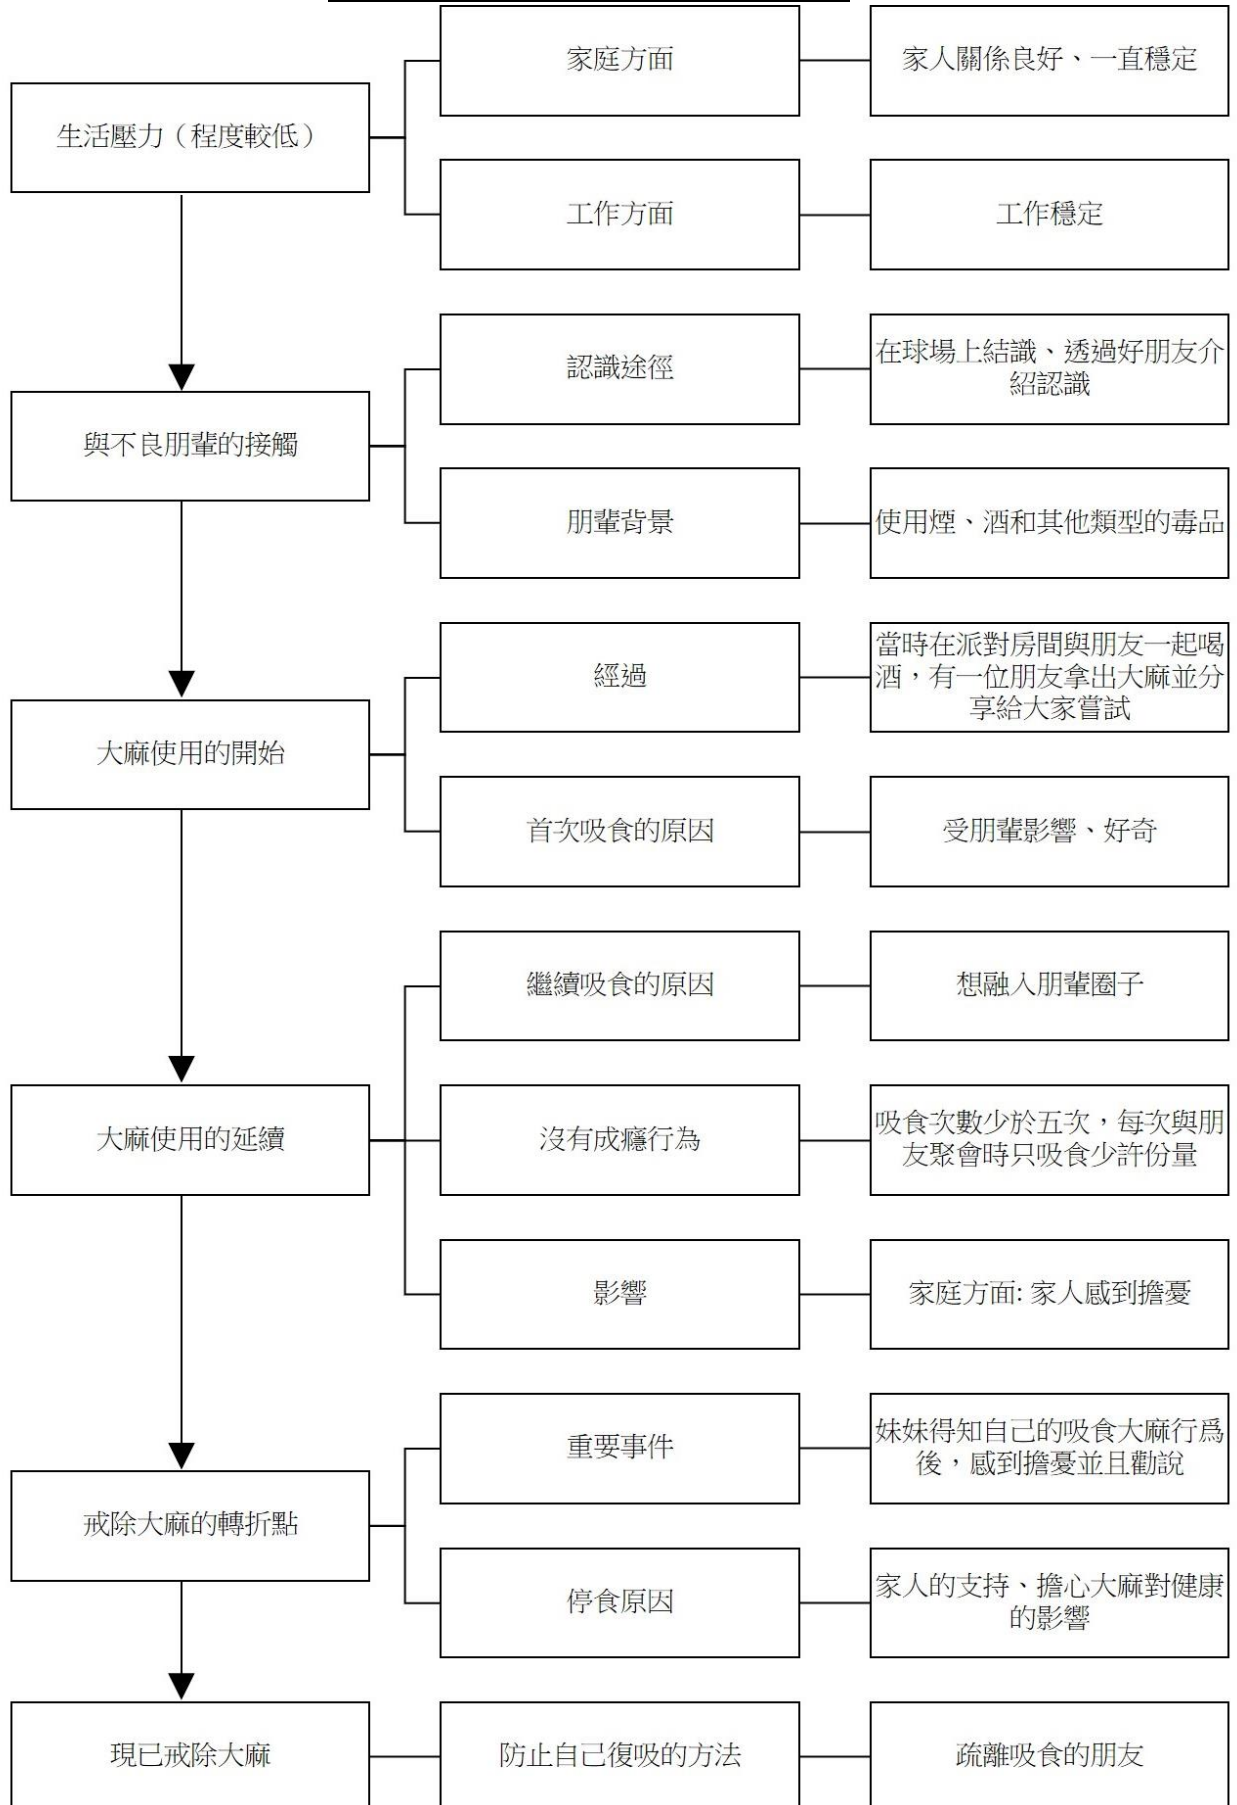 家庭方面
家人關係良好、一直穩定
生活壓力（程度較低）
工作方面
工作穩定
認識途徑
在球場上結識、透過好朋友介
紹認識
與不良朋輩的接觸
朋輩背景
使用煙、酒和其他類型的毒品
經過
當時在派對房間與朋友一起喝
酒，有一位朋友拿出大麻並分
享給大家嘗試
大麻使用的開始
首次吸食的原因
受朋輩影響、好奇
繼續吸食的原因
想融入朋輩圈子
大麻使用的延續
沒有成癮行為
吸食次數少於五次，每次與朋
友聚會時只吸食少許份量
影響
家庭方面: 家人感到擔憂
重要事件
妹妹得知自己的吸食大麻行爲
後，感到擔憂並且勸說
戒除大麻的轉折點
停食原因
家人的支持、擔心大麻對健康
的影響
現已戒除大麻
防止自己復吸的方法
疏離吸食的朋友